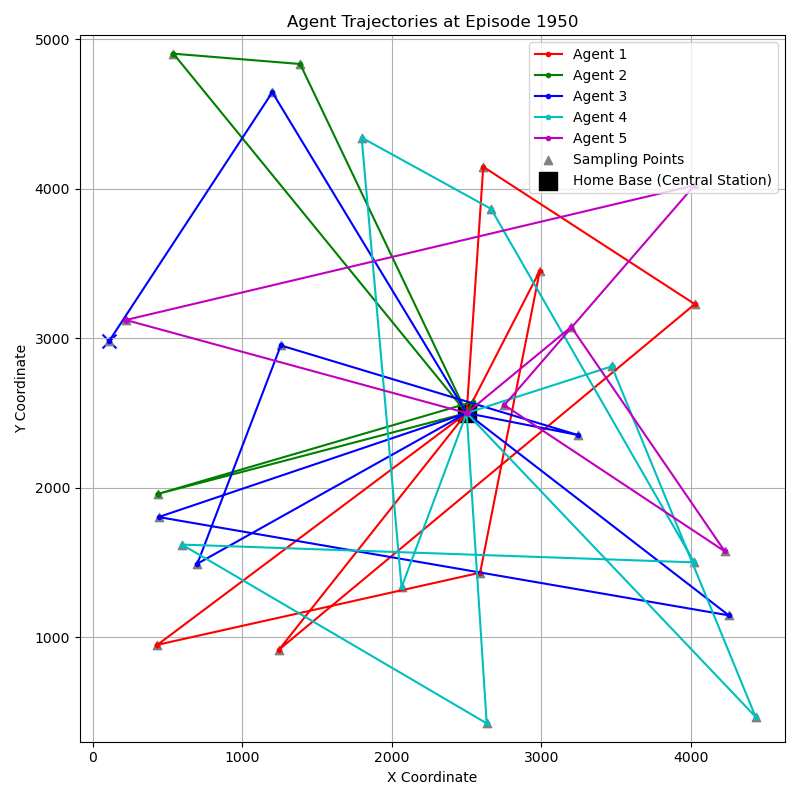 Agent Trajectories at Episode 1950
Agent 1
Agent 2
Agent 3
Agent 4
Agent 5
Sampling Points
Home Base (Central Station)
5000
4000
3000
2000
1000
Y Coordinate
0
1000
2000
3000
4000
X Coordinate